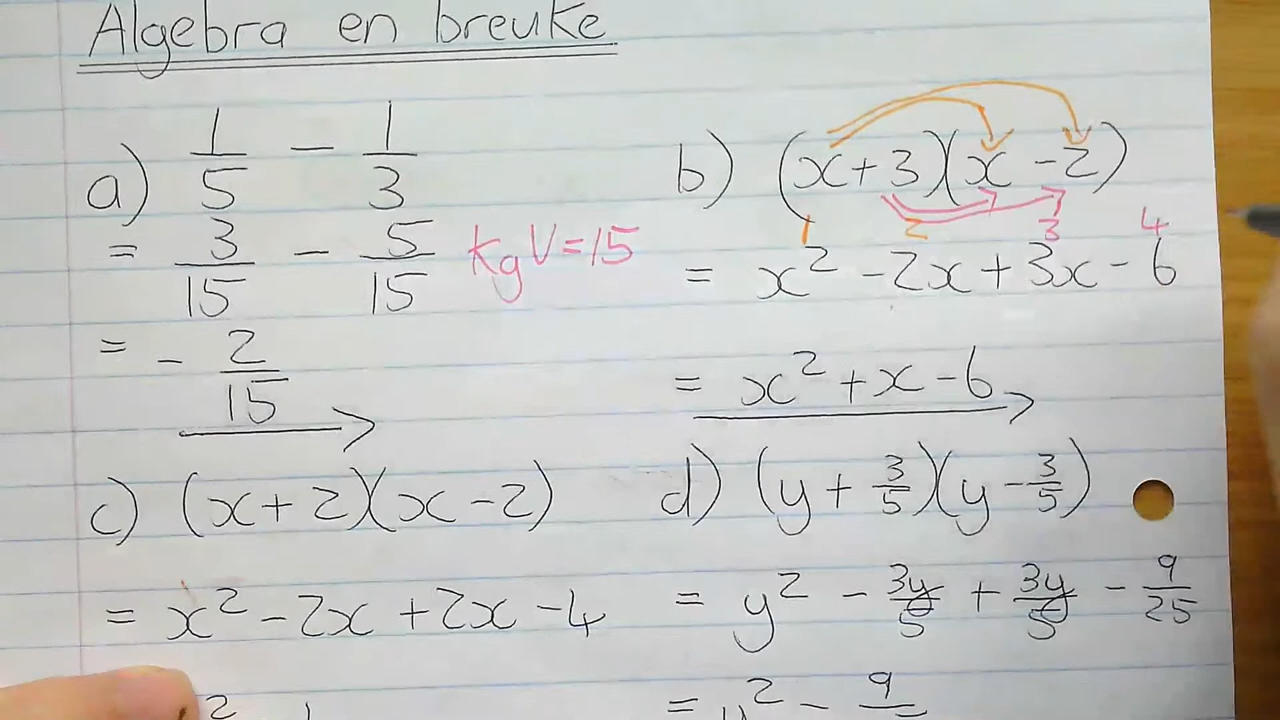 Algebra en breuke
a) 1/5 - 1/3
= 3/15 - 5/15 KgV=15
= - 2/15
b) (x+3)(x-2)
1 2 3 4
= x² -2x+3x-6
= x²+x-6
c) (x+2)(x-2)
= x²-2x+2x-4
d) (y + 3/5)(y - 3/5)
= y² - 3y/5 + 3y/5 - 9/25
= y² - 9